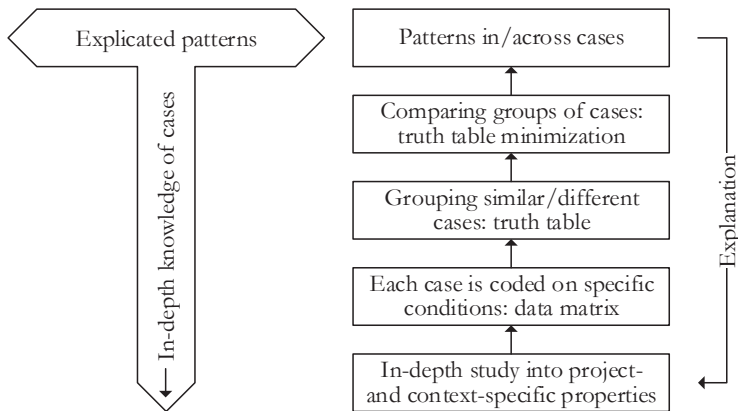 Explicated patterns
In-depth knowledge of cases
Patterns in/across cases
Comparing groups of cases:
truth table minimization
Grouping similar/different
cases: truth table
Each case is coded on specific
conditions: data matrix
In-depth study into project-
and context-specific properties
Explanation